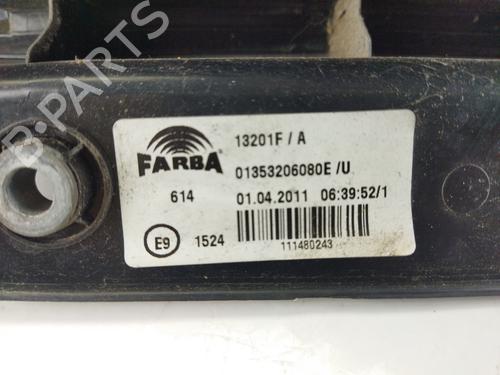 B-PARTS
FARBA
13201F / A
01353206080E /U
614
01.04.2011 06:39:52/1
E9
1524
111480243